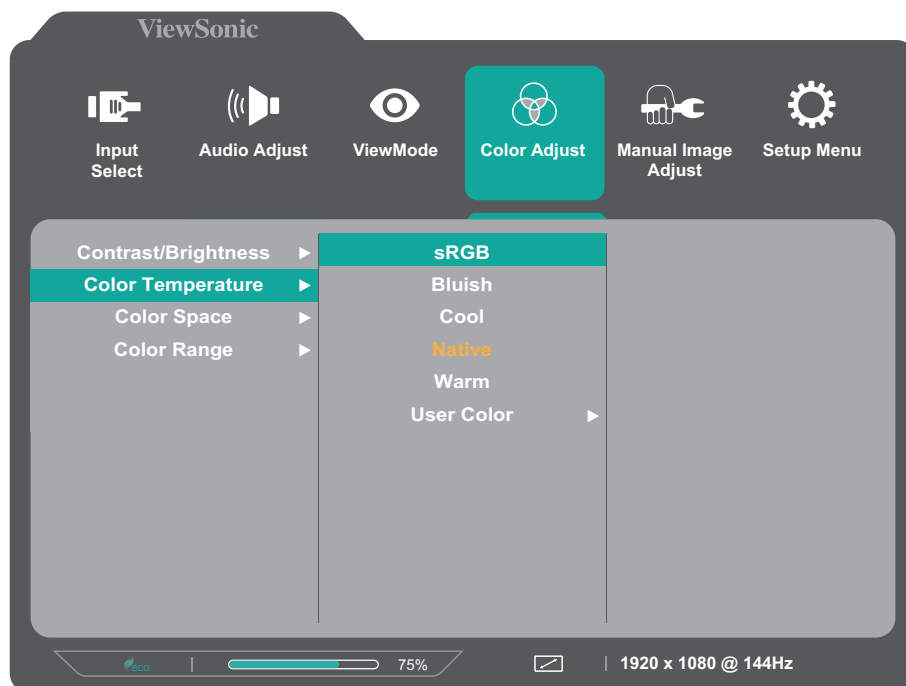 ViewSonic
Input Select
Audio Adjust
ViewMode
Color Adjust
Manual Image Adjust
Setup Menu
Contrast/Brightness
Color Temperature
Color Space
Color Range
sRGB
Bluish
Cool
Native
Warm
User Color
eco
75%
1920 x 1080 @ 144Hz